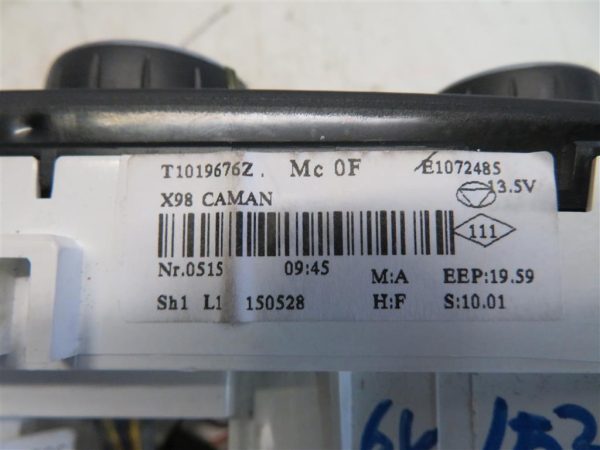 T1019676Z. Mc 0F E1072485
X98 CAMAN 13.5V
111
Nr.0515 09:45 M:A EEP:19.59
Sh1 L1 150528 H:F S:10.01